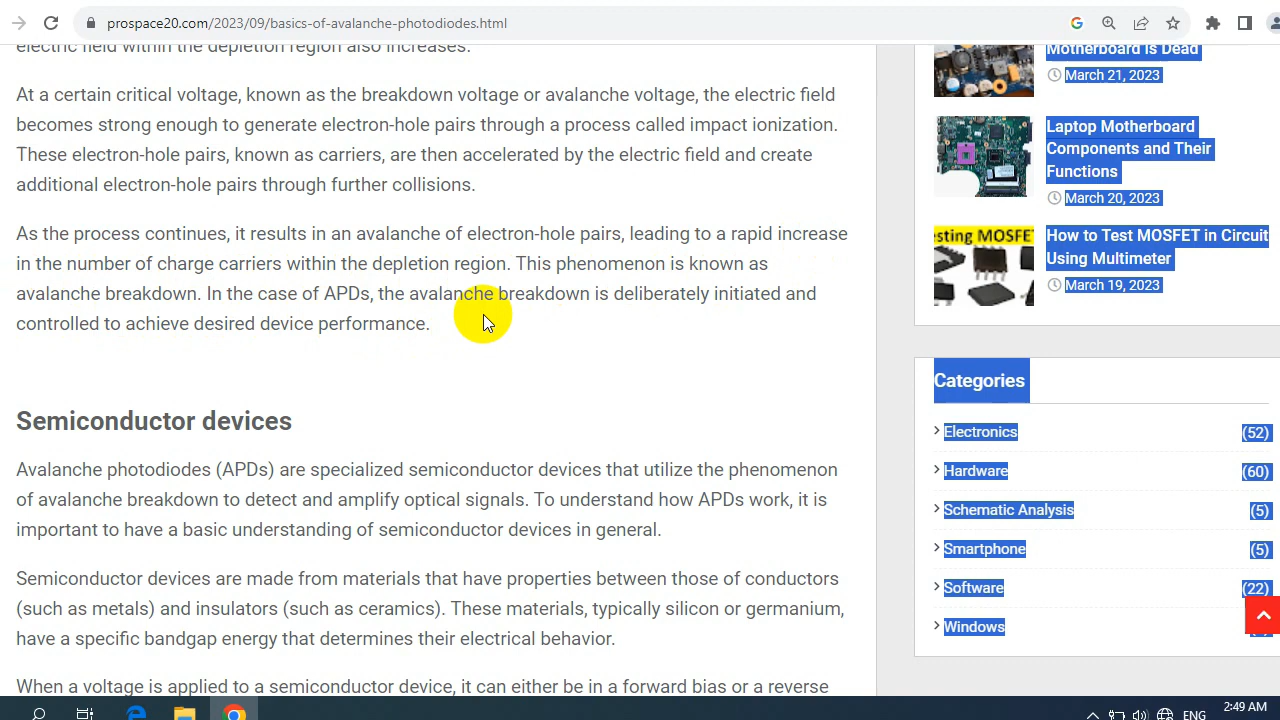 prospace20.com/2023/09/basics-of-avalanche-photodiodes.html
electric field within the depletion region also increases.
At a certain critical voltage, known as the breakdown voltage or avalanche voltage, the electric field
becomes strong enough to generate electron-hole pairs through a process called impact ionization.
These electron-hole pairs, known as carriers, are then accelerated by the electric field and create
additional electron-hole pairs through further collisions.
As the process continues, it results in an avalanche of electron-hole pairs, leading to a rapid increase
in the number of charge carriers within the depletion region. This phenomenon is known as
avalanche breakdown. In the case of APDs, the avalanche breakdown is deliberately initiated and
controlled to achieve desired device performance.
Semiconductor devices
Avalanche photodiodes (APDs) are specialized semiconductor devices that utilize the phenomenon
of avalanche breakdown to detect and amplify optical signals. To understand how APDs work, it is
important to have a basic understanding of semiconductor devices in general.
Semiconductor devices are made from materials that have properties between those of conductors
(such as metals) and insulators (such as ceramics). These materials, typically silicon or germanium,
have a specific bandgap energy that determines their electrical behavior.
When a voltage is applied to a semiconductor device, it can either be in a forward bias or a reverse
Motherboard Is Dead
March 21, 2023
Laptop Motherboard
Components and Their
Functions
March 20, 2023
sting MOSFET
How to Test MOSFET in Circuit
Using Multimeter
March 19, 2023
Categories
Electronics (52)
Hardware (60)
Schematic Analysis (5)
Smartphone (5)
Software (22)
Windows
ENG
2:49 AM